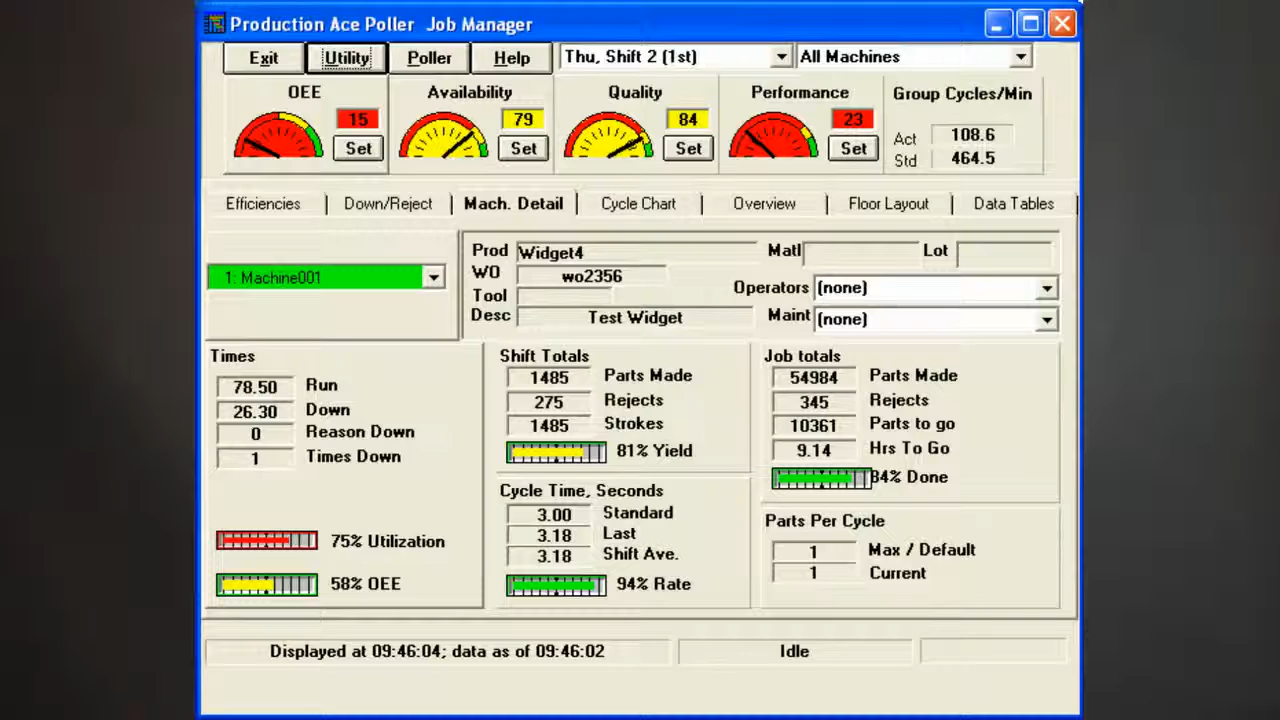 Production Ace Poller Job Manager
Exit Utility Poller Help Thu, Shift 2 (1st) All Machines
OEE Availability Quality Performance Group Cycles/Min
15 79 84 23 Act 108.6
Set Set Set Set Std 464.5
Efficiencies Down/Reject Mach. Detail Cycle Chart Overview Floor Layout Data Tables
1: Machine001
Prod Widget4 Matl Lot
WO wo2356
Operators (none)
Tool
Desc Test Widget Maint (none)
Times
78.50 Run
26.30 Down
0 Reason Down
1 Times Down
75% Utilization
58% OEE
Shift Totals
1485 Parts Made
275 Rejects
1485 Strokes
81% Yield
Cycle Time, Seconds
3.00 Standard
3.18 Last
3.18 Shift Ave.
94% Rate
Job totals
54984 Parts Made
345 Rejects
10361 Parts to go
9.14 Hrs To Go
84% Done
Parts Per Cycle
1 Max / Default
1 Current
Displayed at 09:46:04; data as of 09:46:02 Idle